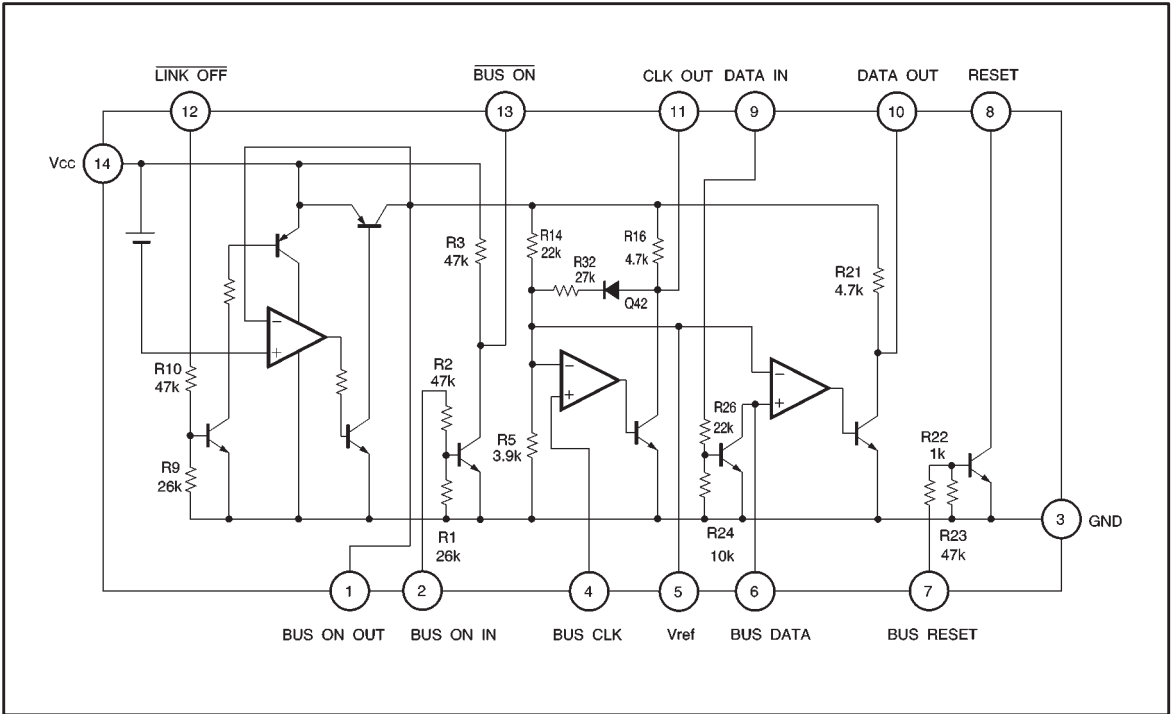 LINK OFF
BUS ON
CLK OUT
DATA IN
DATA OUT
RESET
12
13
11
9
10
8
Vcc
14
R3
47k
R14
22k
R16
4.7k
R32
27k
Q42
R21
4.7k
−
+
R10
47k
R2
47k
−
+
−
+
R26
22k
R22
1k
R5
3.9k
R9
26k
R1
26k
R24
10k
R23
47k
3
GND
1
2
4
5
6
7
BUS ON OUT
BUS ON IN
BUS CLK
Vref
BUS DATA
BUS RESET